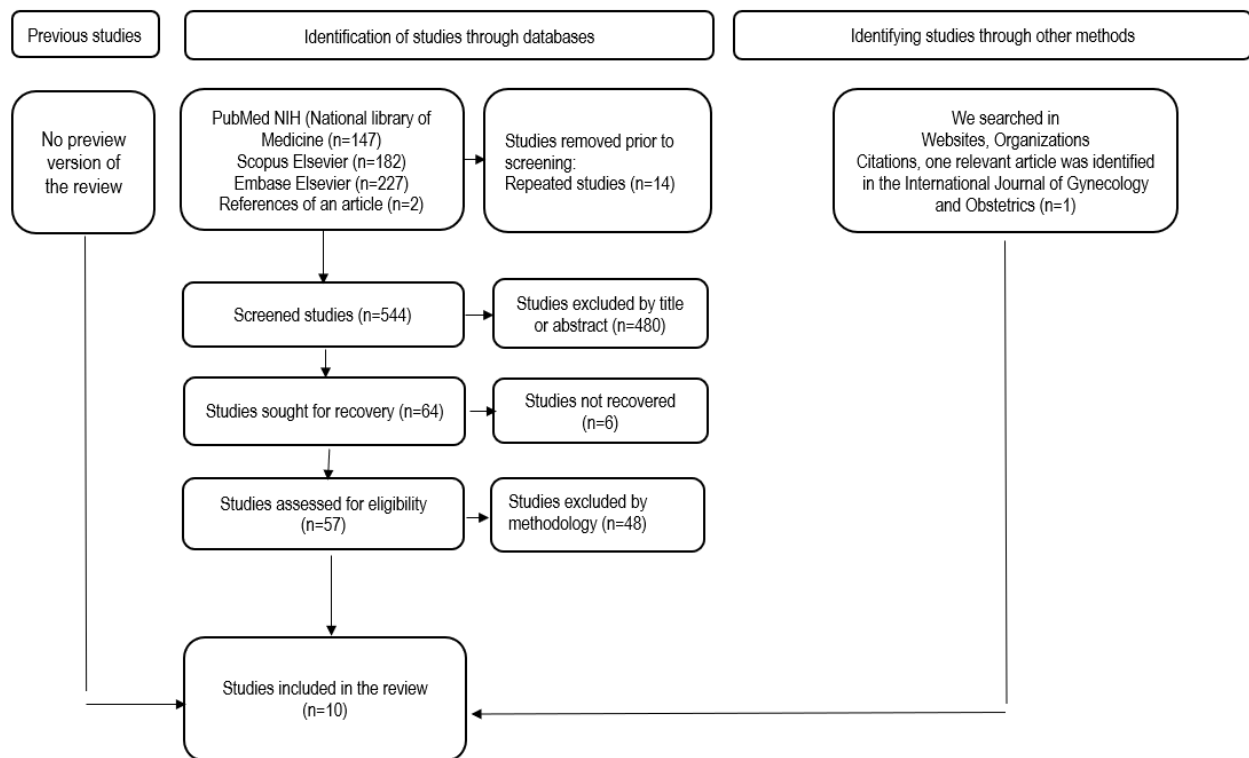 Previous studies
Identification of studies through databases
Identifying studies through other methods
No preview
version of
the review
PubMed NIH (National library of
Medicine (n=147)
Scopus Elsevier (n=182)
Embase Elsevier (n=227)
References of an article (n=2)
Studies removed prior to
screening:
Repeated studies (n=14)
We searched in
Websites, Organizations
Citations, one relevant article was identified
in the International Journal of Gynecology
and Obstetrics (n=1)
Screened studies (n=544)
Studies excluded by title
or abstract (n=480)
Studies sought for recovery (n=64)
Studies not recovered
(n=6)
Studies assessed for eligibility
(n=57)
Studies excluded by
methodology (n=48)
Studies included in the review
(n=10)